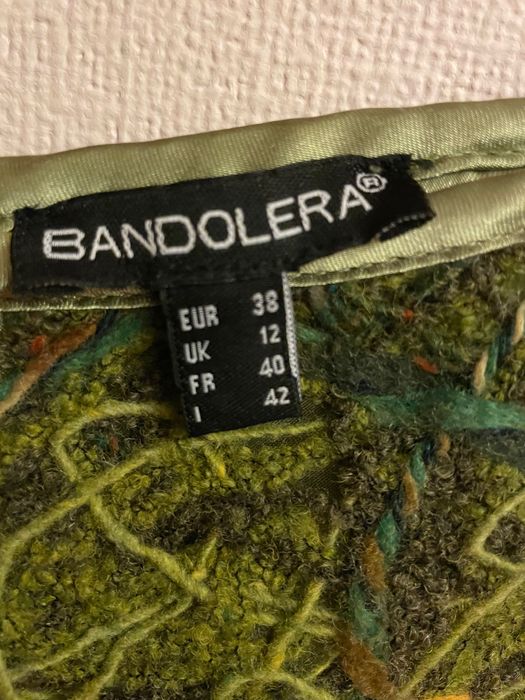 BANDOLERA®
EUR 38
UK 12
FR 40
I 42